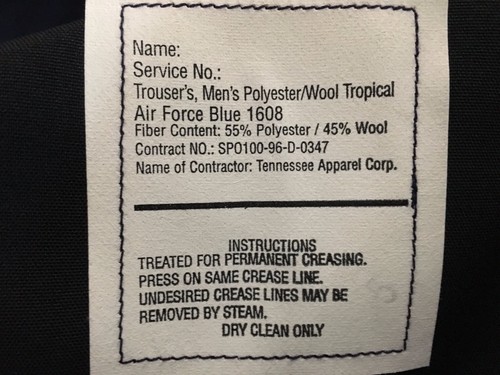 Name:
Service No.:
Trouser's, Men's Polyester/Wool Tropical
Air Force Blue 1608
Fiber Content: 55% Polyester / 45% Wool
Contract NO.: SPO100-96-D-0347
Name of Contractor: Tennessee Apparel Corp.
INSTRUCTIONS
TREATED FOR PERMANENT CREASING.
PRESS ON SAME CREASE LINE.
UNDESIRED CREASE LINES MAY BE
REMOVED BY STEAM.
DRY CLEAN ONLY